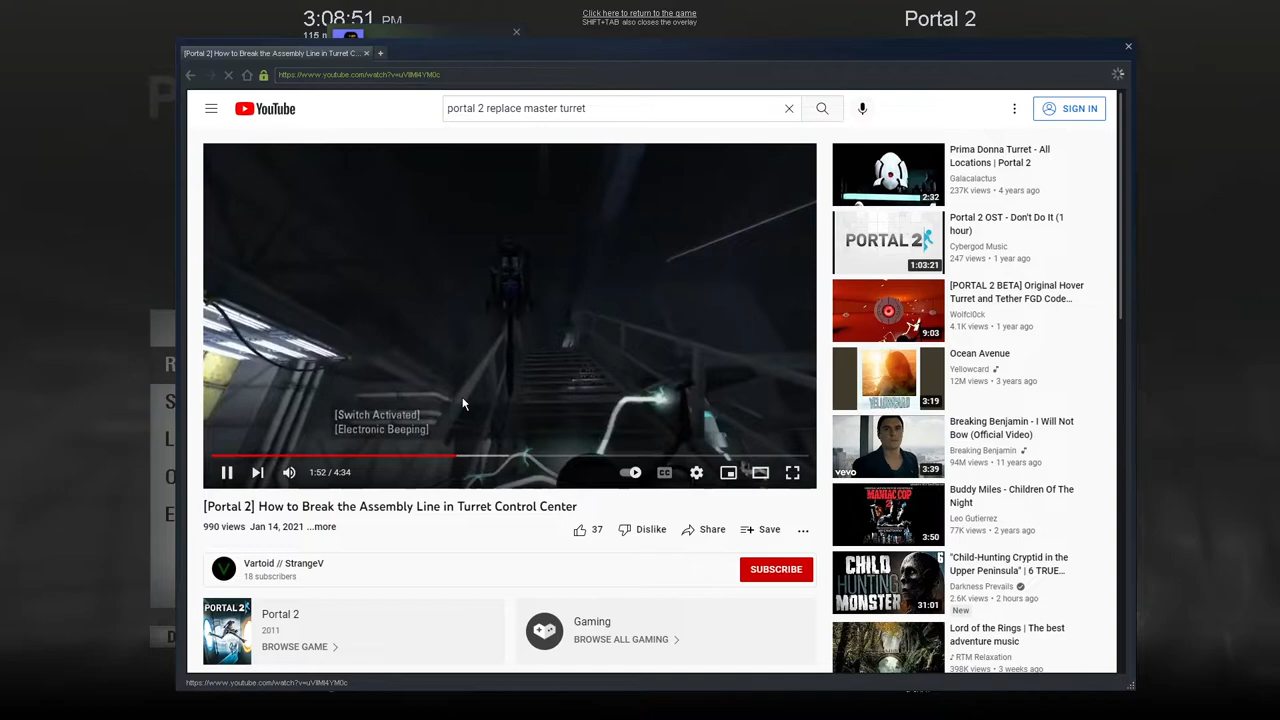 3:08:51 PM
Click here to return to the game
SHIFT+TAB also closes the overlay
Portal 2
[Portal 2] How to Break the Assembly Line in Turret C...
https://www.youtube.com/watch?v=uVIlMI4YM0c
YouTube
portal 2 replace master turret
SIGN IN
[Switch Activated]
[Electronic Beeping]
1:52 / 4:34
CC
[Portal 2] How to Break the Assembly Line in Turret Control Center
990 views Jan 14, 2021 ...more
37
Dislike
Share
Save
Vartoid // StrangeV
18 subscribers
SUBSCRIBE
PORTAL 2
Portal 2
2011
BROWSE GAME
Gaming
BROWSE ALL GAMING
Prima Donna Turret - All
Locations | Portal 2
Galacalactus
237K views • 4 years ago
2:32
Portal 2 OST - Don't Do It (1
hour)
Cybergod Music
247 views • 1 year ago
PORTAL 2
1:03:21
[PORTAL 2 BETA] Original Hover
Turret and Tether FGD Code...
Wolfcl0ck
4.1K views • 1 year ago
9:03
Ocean Avenue
Yellowcard
12M views • 3 years ago
YELLOWCARD
3:19
Breaking Benjamin - I Will Not
Bow (Official Video)
Breaking Benjamin
94M views • 11 years ago
vevo
3:39
Buddy Miles - Children Of The
Night
Leo Gutierrez
77K views • 2 years ago
MANIAC COP
3:50
"Child-Hunting Cryptid in the
Upper Peninsula" | 6 TRUE...
Darkness Prevails
2.6K views • 2 hours ago
New
CHILD
HUNTING
MONSTER
31:01
Lord of the Rings | The best
adventure music
RTM Relaxation
398K views • 3 weeks ago
https://www.youtube.com/watch?v=uVIlMI4YM0c